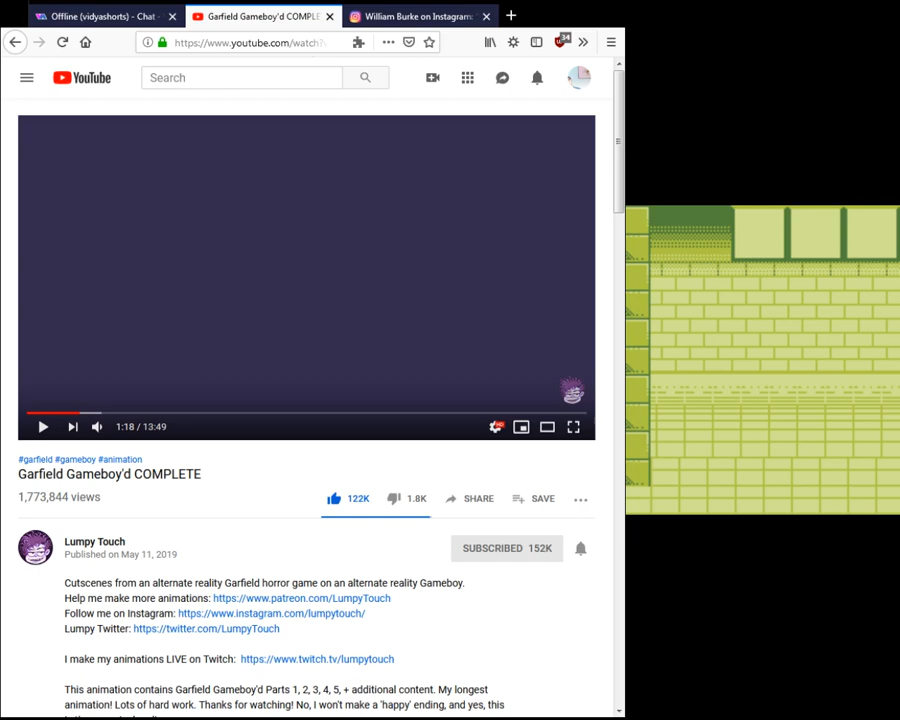 Offline (vidyashorts) - Chat -
Garfield Gameboy'd COMPLE
William Burke on Instagram:
https://www.youtube.com/watch?
34
YouTube
Search
1:18 / 13:49
HD
#garfield #gameboy #animation
Garfield Gameboy'd COMPLETE
1,773,844 views
122K
1.8K
SHARE
SAVE
Lumpy Touch
Published on May 11, 2019
SUBSCRIBED 152K
Cutscenes from an alternate reality Garfield horror game on an alternate reality Gameboy.
Help me make more animations: https://www.patreon.com/LumpyTouch
Follow me on Instagram: https://www.instagram.com/lumpytouch/
Lumpy Twitter: https://twitter.com/LumpyTouch
I make my animations LIVE on Twitch: https://www.twitch.tv/lumpytouch
This animation contains Garfield Gameboy'd Parts 1, 2, 3, 4, 5, + additional content. My longest
animation! Lots of hard work. Thanks for watching! No, I won't make a 'happy' ending, and yes, this